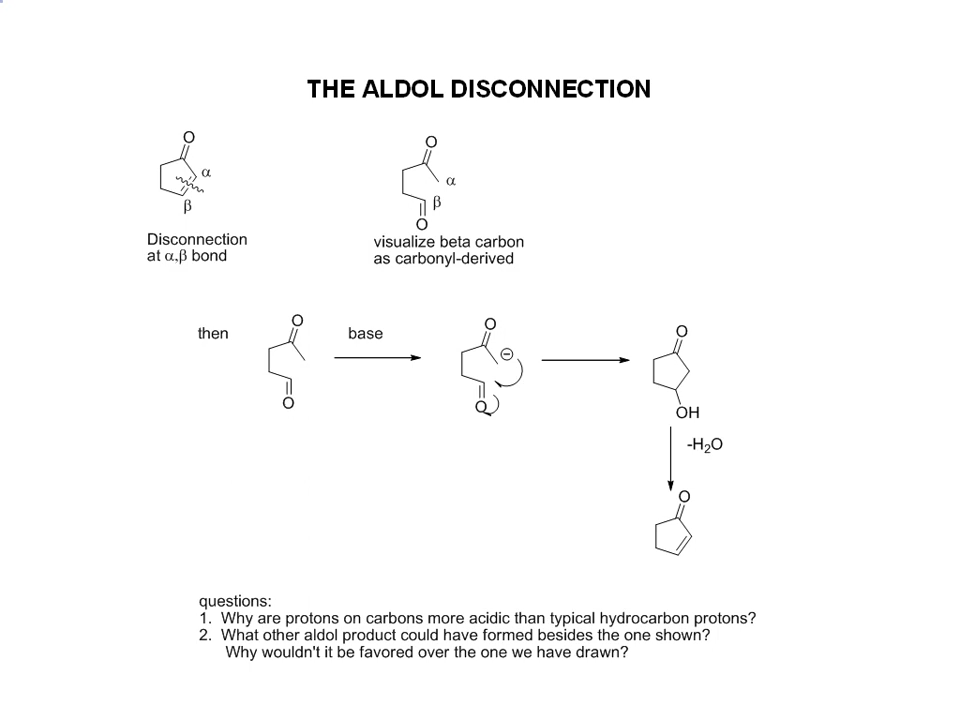 THE ALDOL DISCONNECTION
O
α
β
Disconnection
at α,β bond
O
α
β
O
visualize beta carbon
as carbonyl-derived
then
O
O
base
O
⊖
O
O
OH
-H₂O
O
questions:
1. Why are protons on carbons more acidic than typical hydrocarbon protons?
2. What other aldol product could have formed besides the one shown?
Why wouldn't it be favored over the one we have drawn?